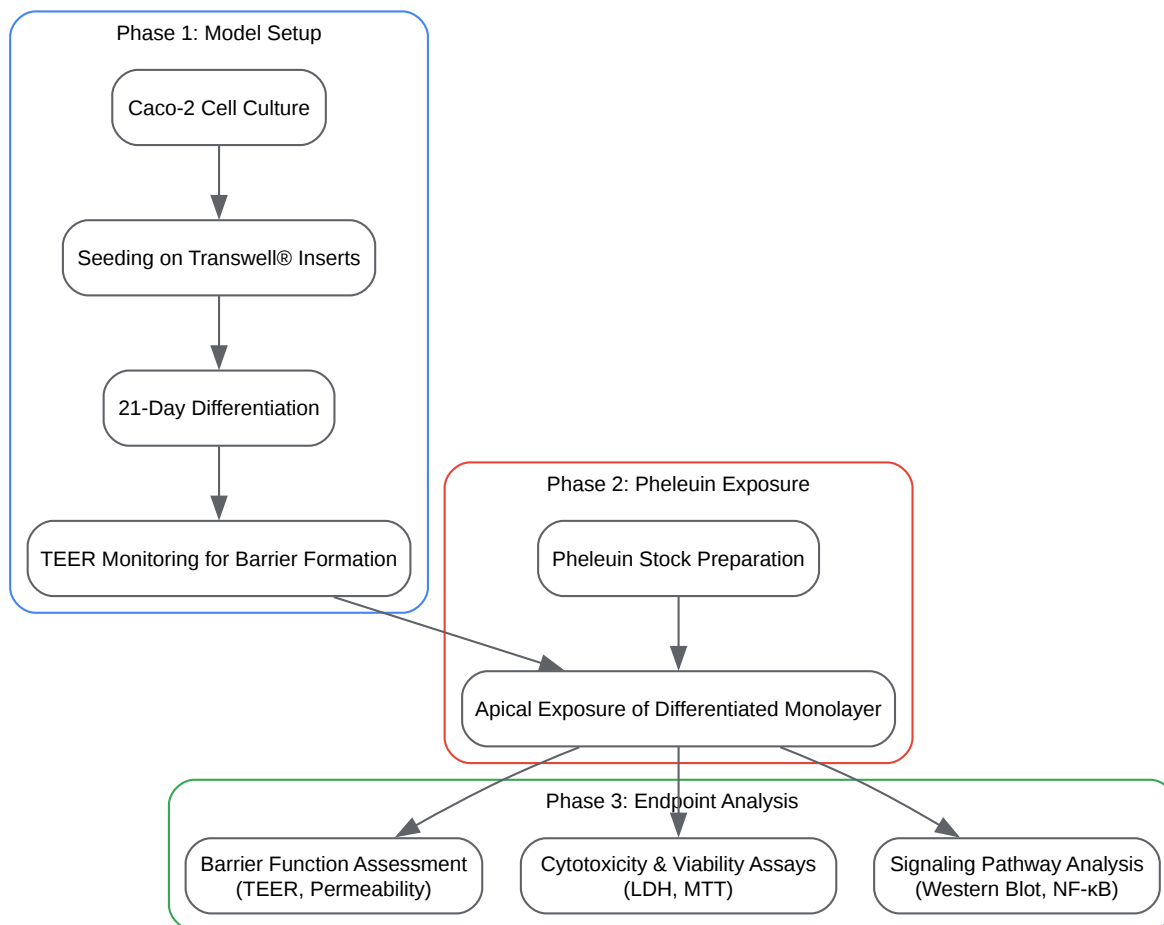 Phase 1: Model Setup
Caco-2 Cell Culture
Seeding on Transwell® Inserts
21-Day Differentiation
TEER Monitoring for Barrier Formation
Phase 2: Pheleuin Exposure
Pheleuin Stock Preparation
Apical Exposure of Differentiated Monolayer
Phase 3: Endpoint Analysis
Barrier Function Assessment
(TEER, Permeability)
Cytotoxicity & Viability Assays
(LDH, MTT)
Signaling Pathway Analysis
(Western Blot, NF-κB)